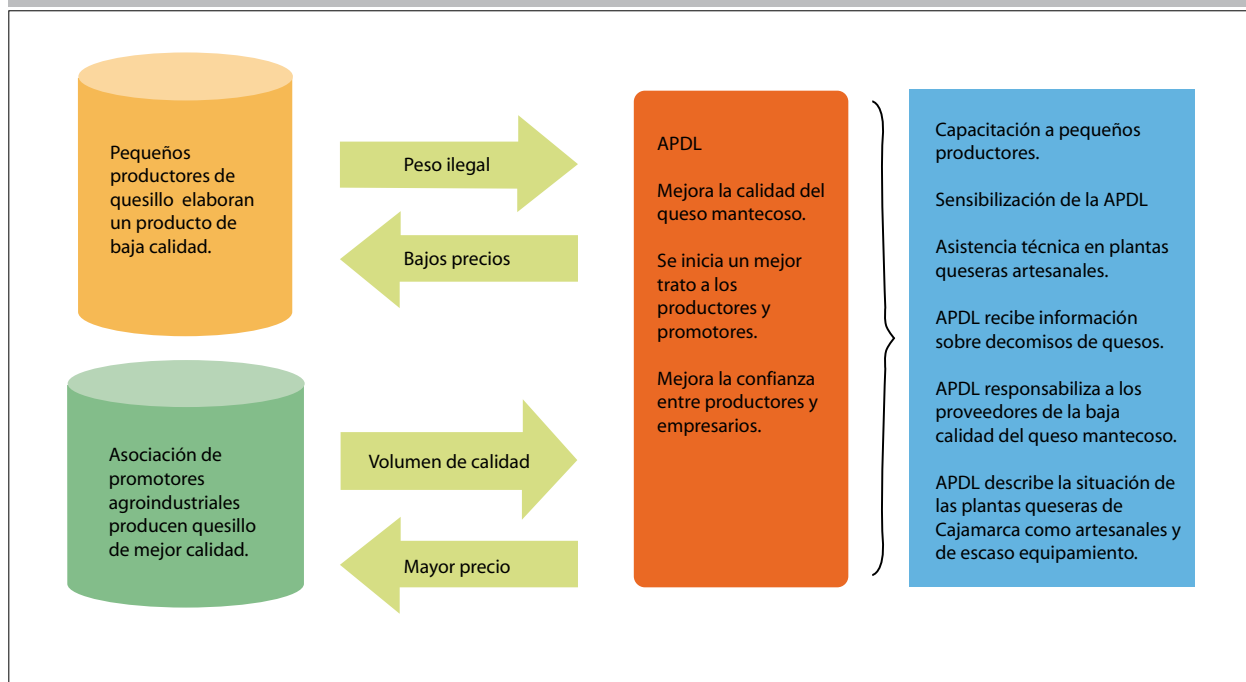 Pequeños
productores de
quesillo elaboran
un producto de
baja calidad.
Peso ilegal
Bajos precios
Asociación de
promotores
agroindustriales
producen quesillo
de mejor calidad.
Volumen de calidad
Mayor precio
APDL
Mejora la calidad del
queso mantecoso.
Se inicia un mejor
trato a los
productores y
promotores.
Mejora la confianza
entre productores y
empresarios.
Capacitación a pequeños
productores.
Sensibilización de la APDL
Asistencia técnica en plantas
queseras artesanales.
APDL recibe información
sobre decomisos de quesos.
APDL responsabiliza a los
proveedores de la baja
calidad del queso mantecoso.
APDL describe la situación de
las plantas queseras de
Cajamarca como artesanales y
de escaso equipamiento.